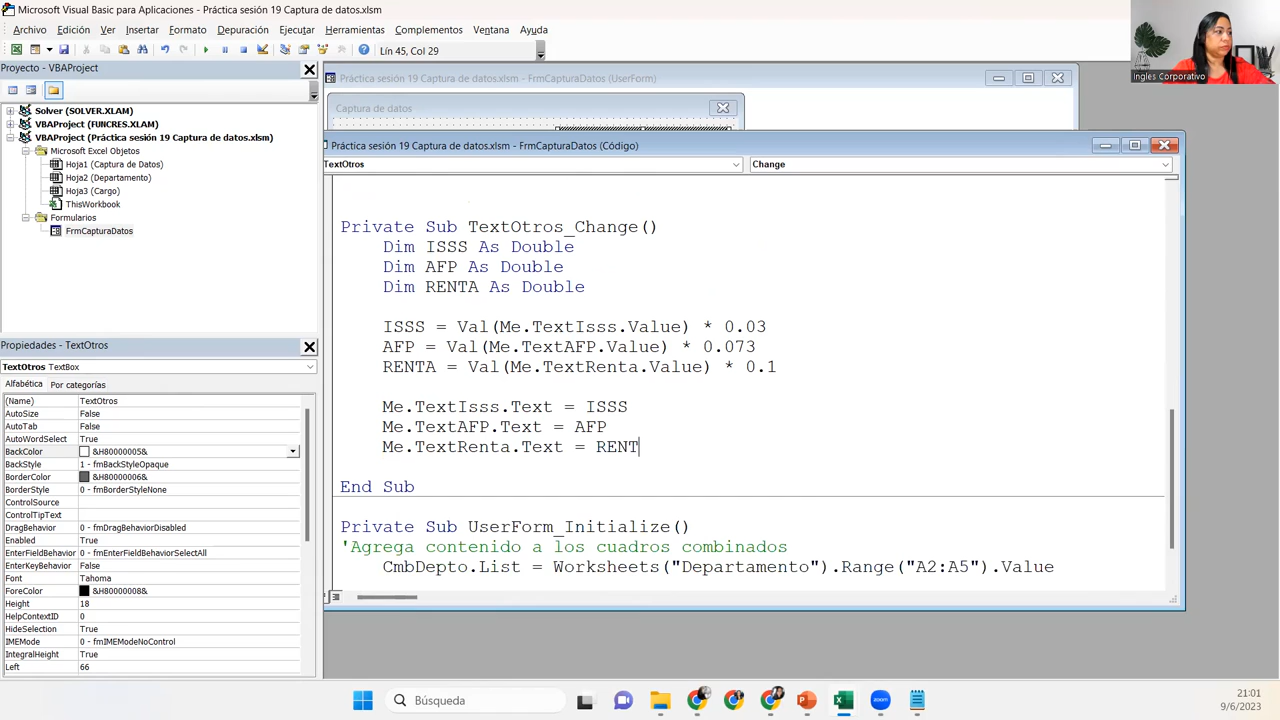 Microsoft Visual Basic para Aplicaciones - Práctica sesión 19 Captura de datos.xlsm
Archivo Edición Ver Insertar Formato Depuración Ejecutar Herramientas Complementos Ventana Ayuda
Lín 45, Col 29
Ingles Corporativo
Proyecto - VBAProject
Solver (SOLVER.XLAM)
VBAProject (FUNCRES.XLAM)
VBAProject (Práctica sesión 19 Captura de datos.xlsm)
Microsoft Excel Objetos
Hoja1 (Captura de Datos)
Hoja2 (Departamento)
Hoja3 (Cargo)
ThisWorkbook
Formularios
FrmCapturaDatos
Propiedades - TextOtros
TextOtros TextBox
Alfabética Por categorías
(Name) TextOtros
AutoSize False
AutoTab False
AutoWordSelect True
BackColor &H80000005&
BackStyle 1 - fmBackStyleOpaque
BorderColor &H80000006&
BorderStyle 0 - fmBorderStyleNone
ControlSource
ControlTipText
DragBehavior 0 - fmDragBehaviorDisabled
Enabled True
EnterFieldBehavior 0 - fmEnterFieldBehaviorSelectAll
EnterKeyBehavior False
Font Tahoma
ForeColor &H80000008&
Height 18
HelpContextID 0
HideSelection True
IMEMode 0 - fmIMEModeNoControl
IntegralHeight True
Left 66
Práctica sesión 19 Captura de datos.xlsm - FrmCapturaDatos (UserForm)
Captura de datos
Práctica sesión 19 Captura de datos.xlsm - FrmCapturaDatos (Código)
TextOtros Change
Private Sub TextOtros_Change()
Dim ISSS As Double
Dim AFP As Double
Dim RENTA As Double
ISSS = Val(Me.TextIsss.Value) * 0.03
AFP = Val(Me.TextAFP.Value) * 0.073
RENTA = Val(Me.TextRenta.Value) * 0.1
Me.TextIsss.Text = ISSS
Me.TextAFP.Text = AFP
Me.TextRenta.Text = RENT
End Sub
Private Sub UserForm_Initialize()
'Agrega contenido a los cuadros combinados
CmbDepto.List = Worksheets("Departamento").Range("A2:A5").Value
Búsqueda
21:01
9/6/2023